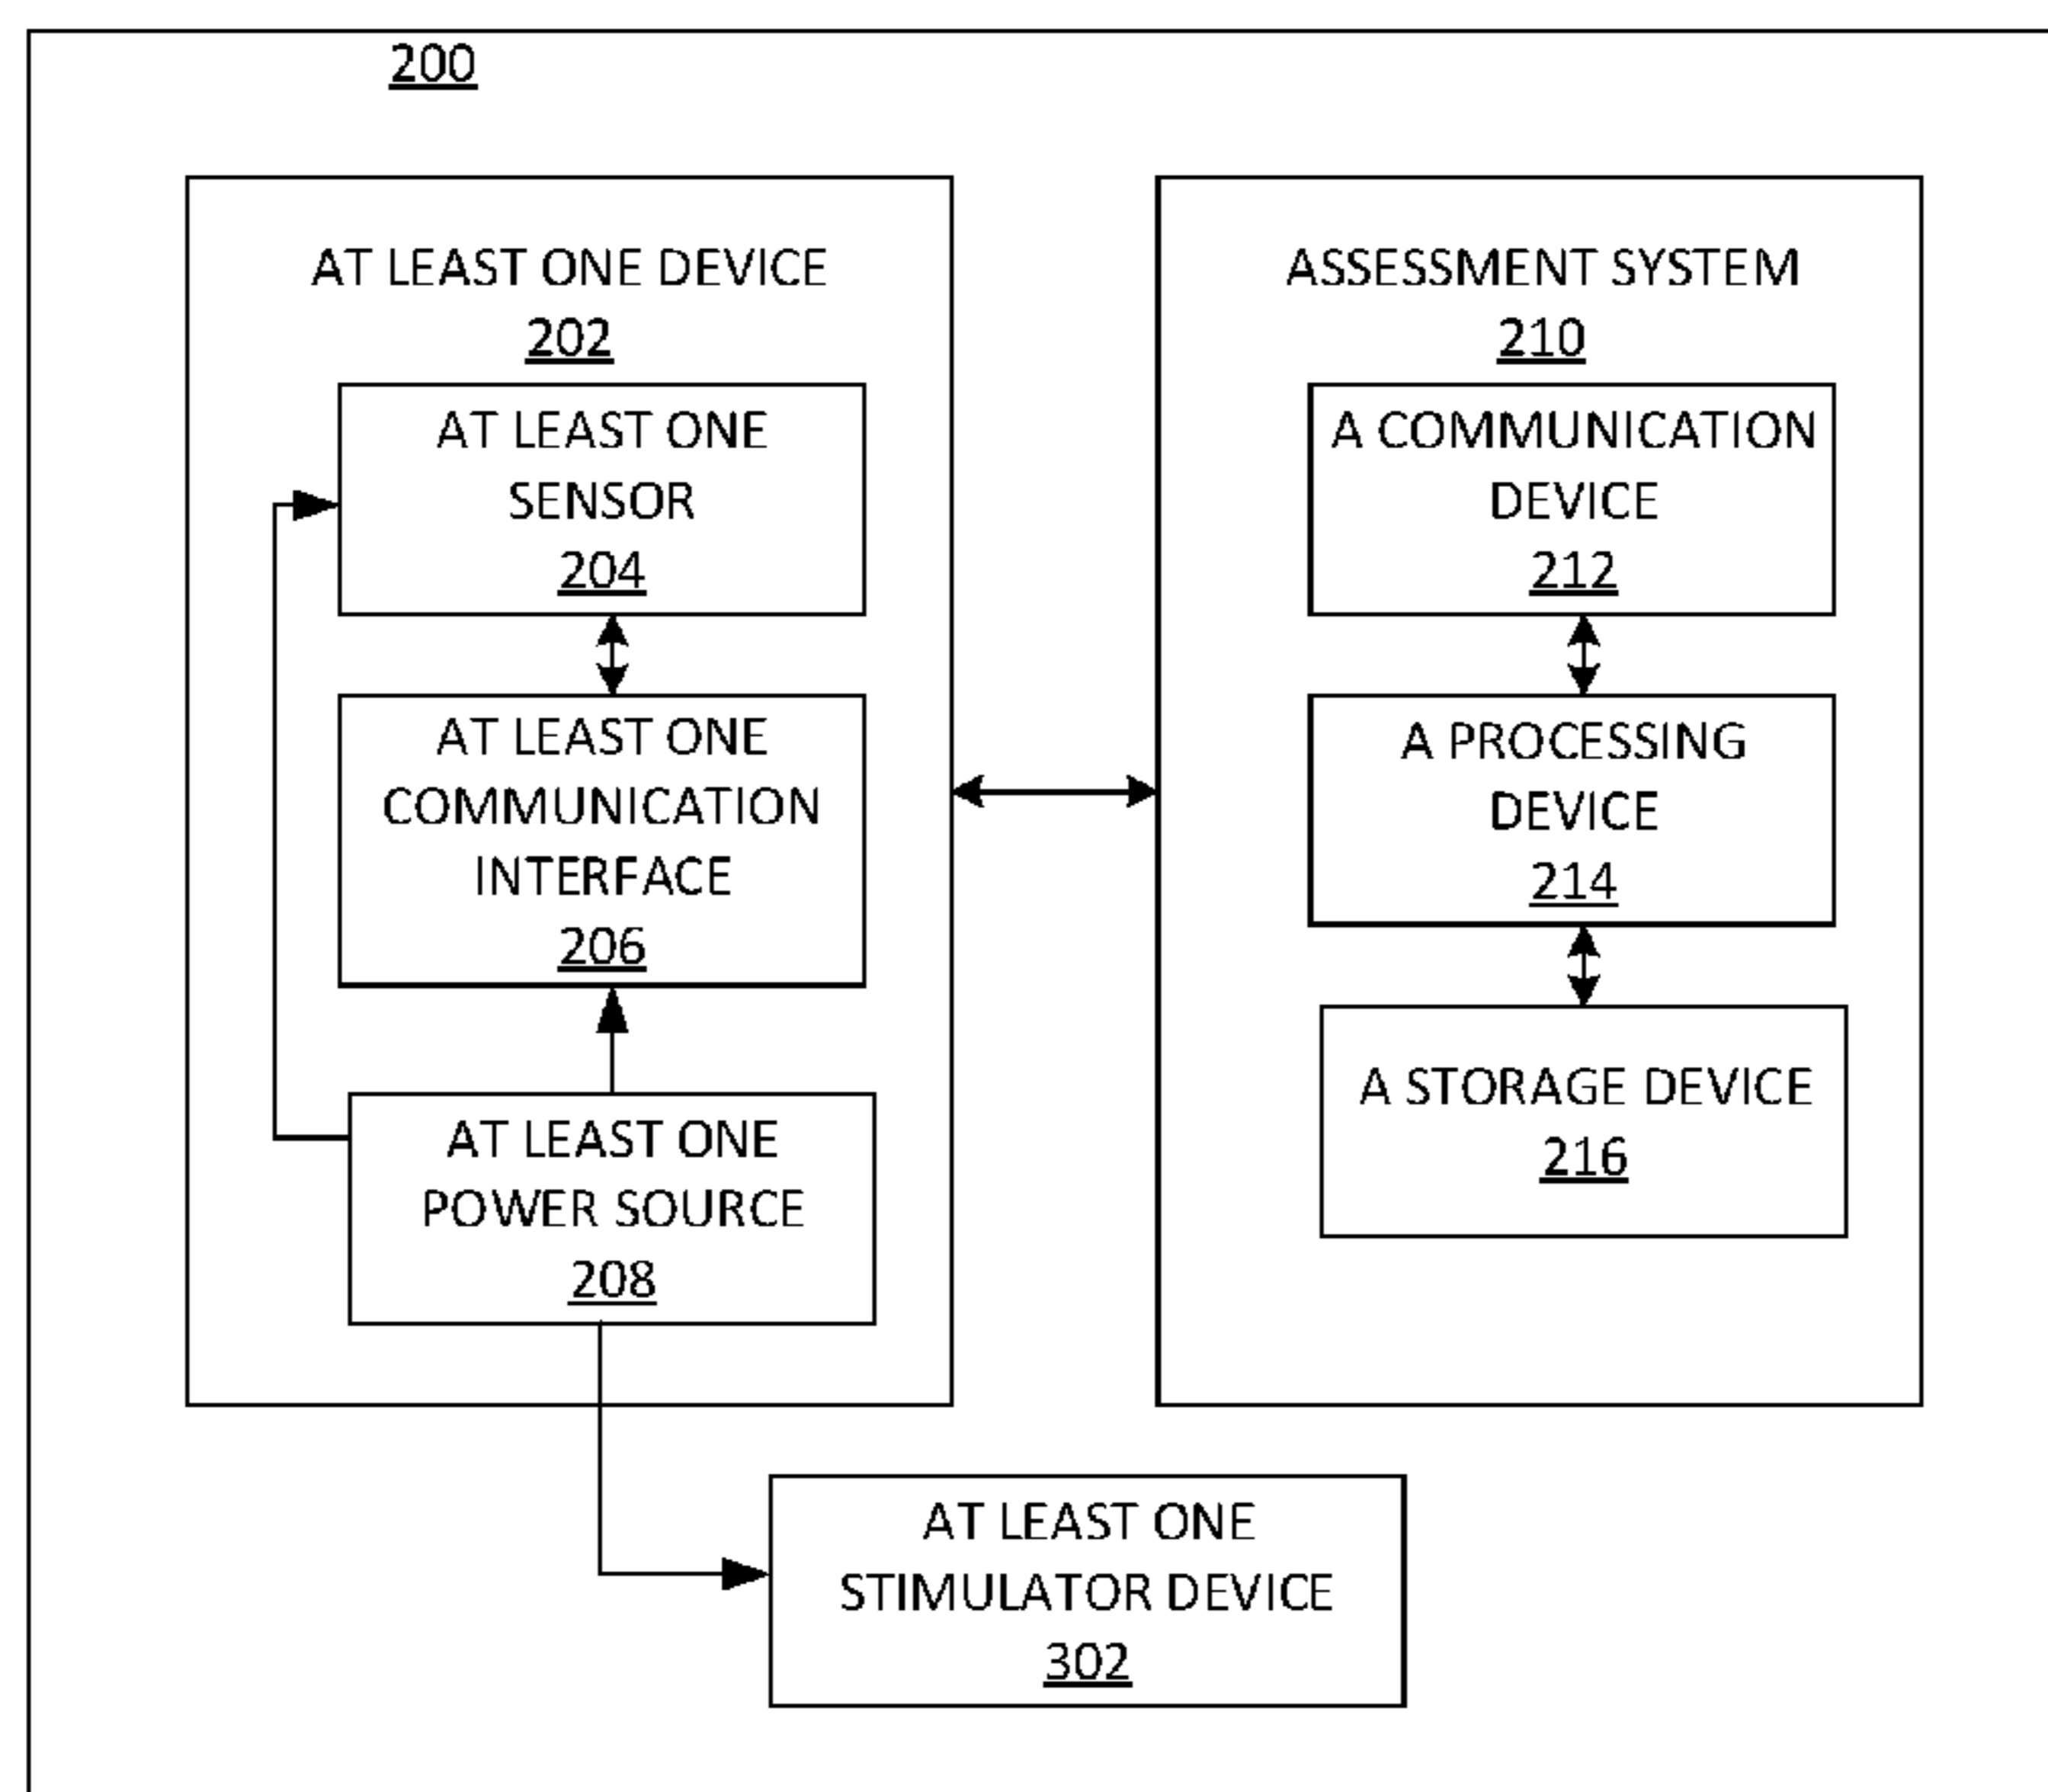 200
AT LEAST ONE DEVICE
202
AT LEAST ONE
SENSOR
204
AT LEAST ONE
COMMUNICATION
INTERFACE
206
AT LEAST ONE
POWER SOURCE
208
ASSESSMENT SYSTEM
210
A COMMUNICATION
DEVICE
212
A PROCESSING
DEVICE
214
A STORAGE DEVICE
216
AT LEAST ONE
STIMULATOR DEVICE
302